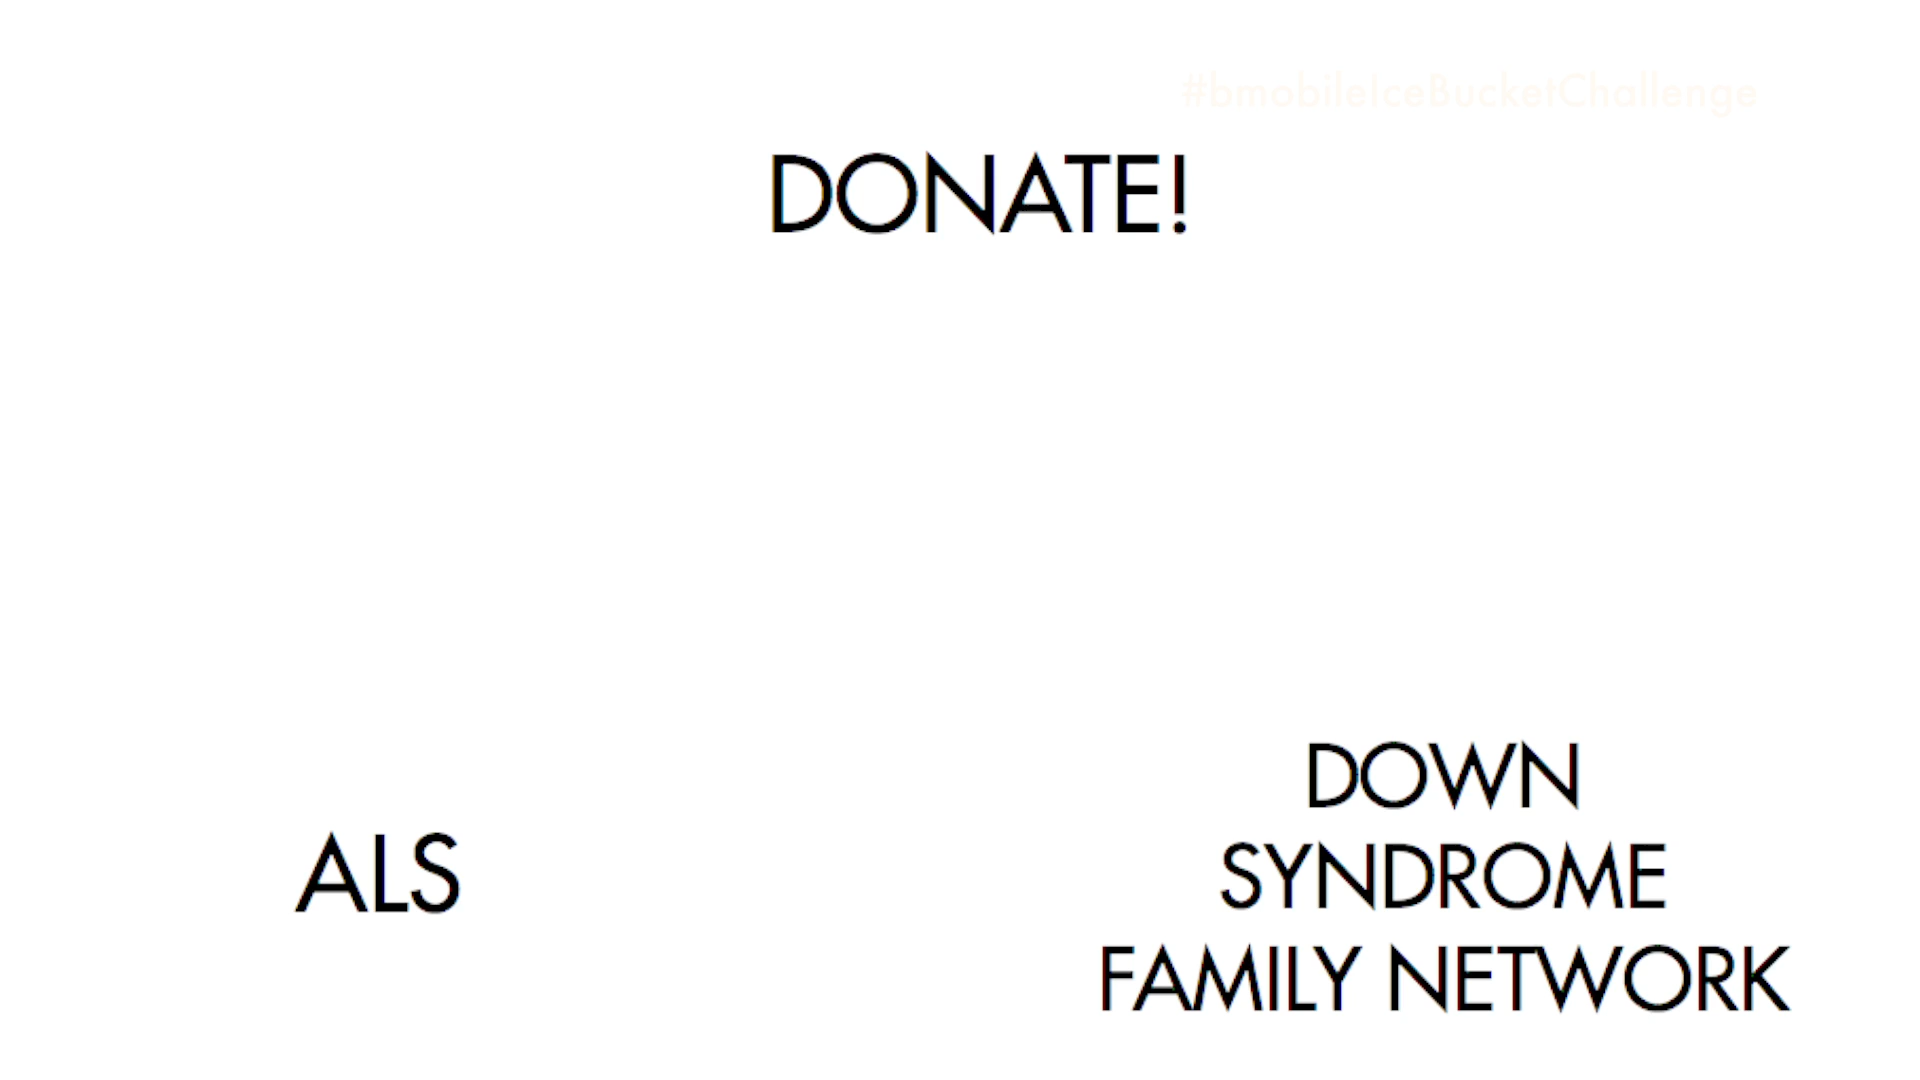 #bmobileIceBucketChallenge
DONATE!
ALS
DOWN
SYNDROME
FAMILY NETWORK